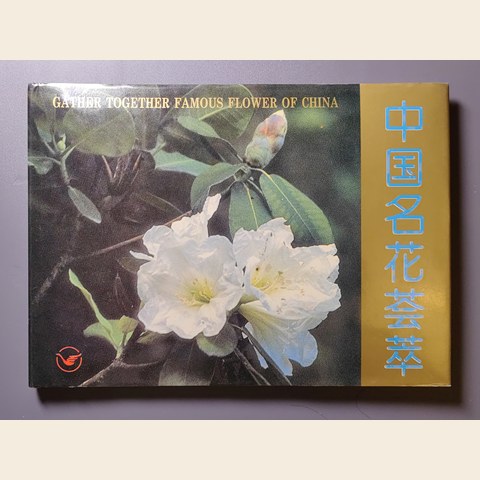 GATHER TOGETHER FAMOUS FLOWER OF CHINA
中国名花荟萃